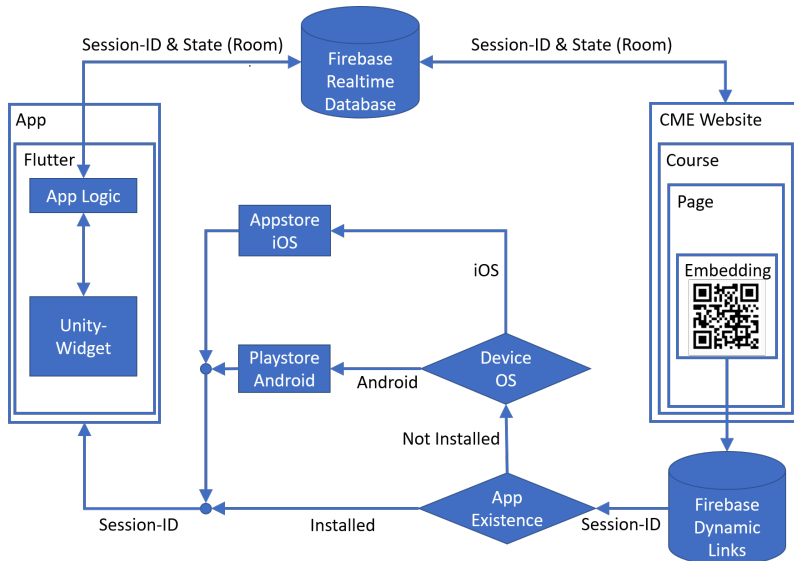 Session-ID & State (Room)
Firebase
Realtime
Database
Session-ID & State (Room)
App
Flutter
App Logic
Unity-
Widget
CME Website
Course
Page
Embedding
Appstore
iOS
iOS
Playstore
Android
Android
Device
OS
Not Installed
App
Existence
Installed
Session-ID
Session-ID
Firebase
Dynamic
Links